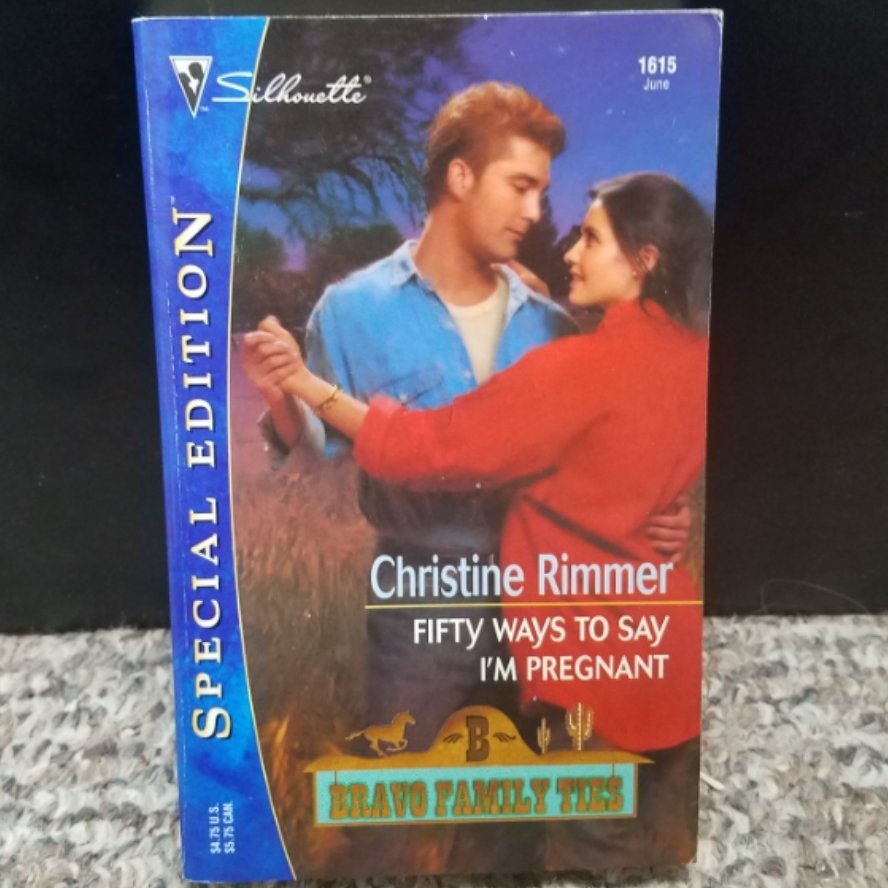 Silhouette®
1615
June
SPECIAL EDITION™
Christine Rimmer
FIFTY WAYS TO SAY
I'M PREGNANT
B
BRAVO FAMILY TIES
$4.75 U.S.
$5.75 CAN.